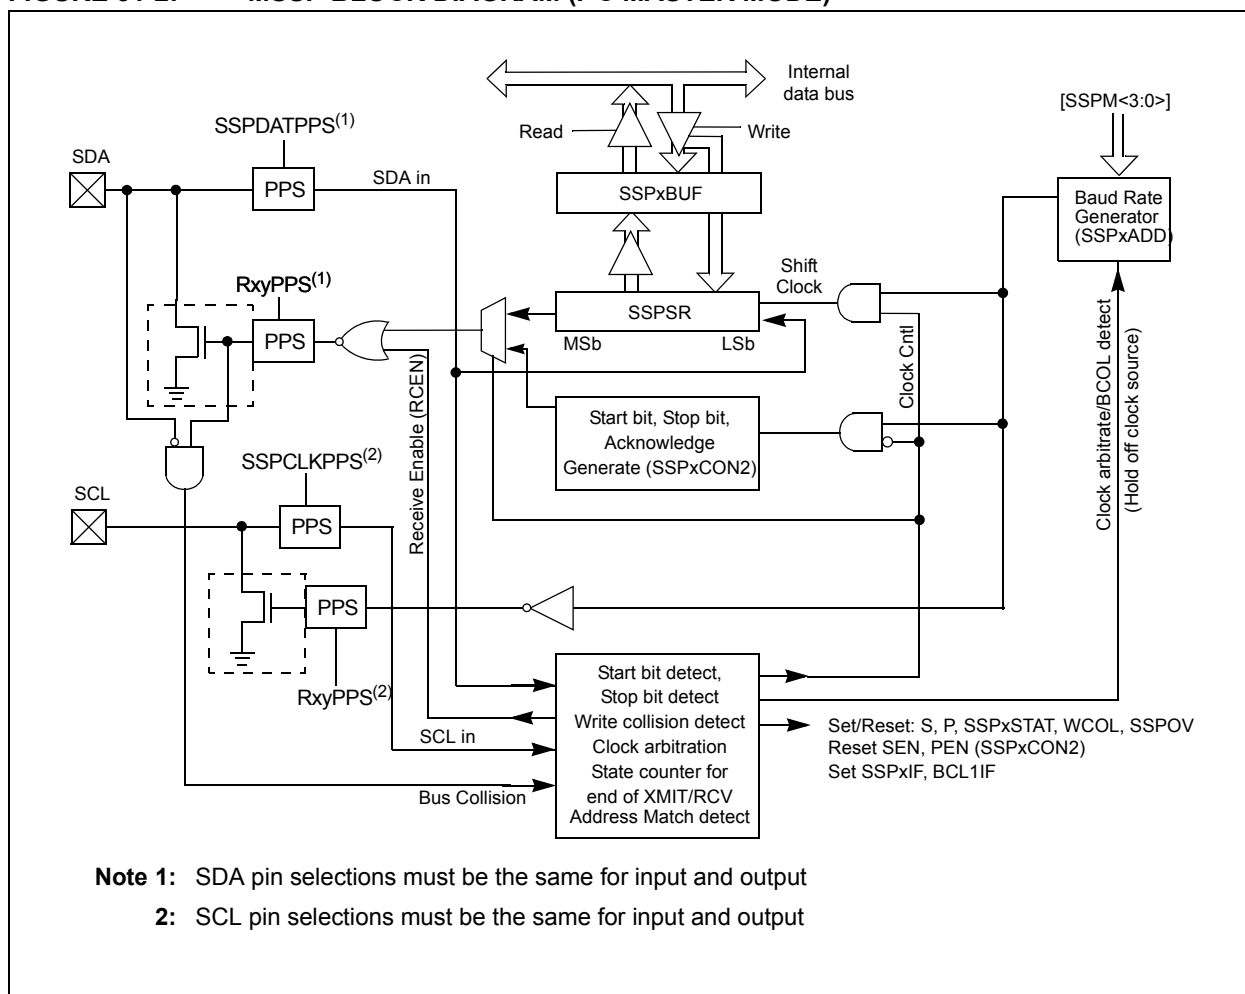 Internal
data bus
[SSPM<3:0>]
SSPDATPPS(1)
Read
Write
SDA
PPS
SDA in
SSPxBUF
Baud Rate
Generator
(SSPxADD)
Shift
Clock
RxyPPS(1)
PPS
SSPSR
MSb
LSb
Clock Cntl
Receive Enable (RCEN)
Clock arbitrate/BCOL detect
(Hold off clock source)
Start bit, Stop bit,
Acknowledge
Generate (SSPxCON2)
SSPCLKPPS(2)
SCL
PPS
PPS
RxyPPS(2)
SCL in
Bus Collision
Start bit detect,
Stop bit detect
Write collision detect
Clock arbitration
State counter for
end of XMIT/RCV
Address Match detect
Set/Reset: S, P, SSPxSTAT, WCOL, SSPOV
Reset SEN, PEN (SSPxCON2)
Set SSPxIF, BCL1IF
Note 1: SDA pin selections must be the same for input and output
2: SCL pin selections must be the same for input and output